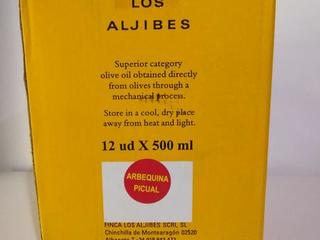 LOS
ALJIBES
Superior category
olive oil obtained directly
from olives through a
mechanical process.
Store in a cool, dry place
away from heat and light.
12 ud X 500 ml
ARBEQUINA
PICUAL
FINCA LOS ALJIBES SCRI, SL
Chinchilla de Montearagón 02520